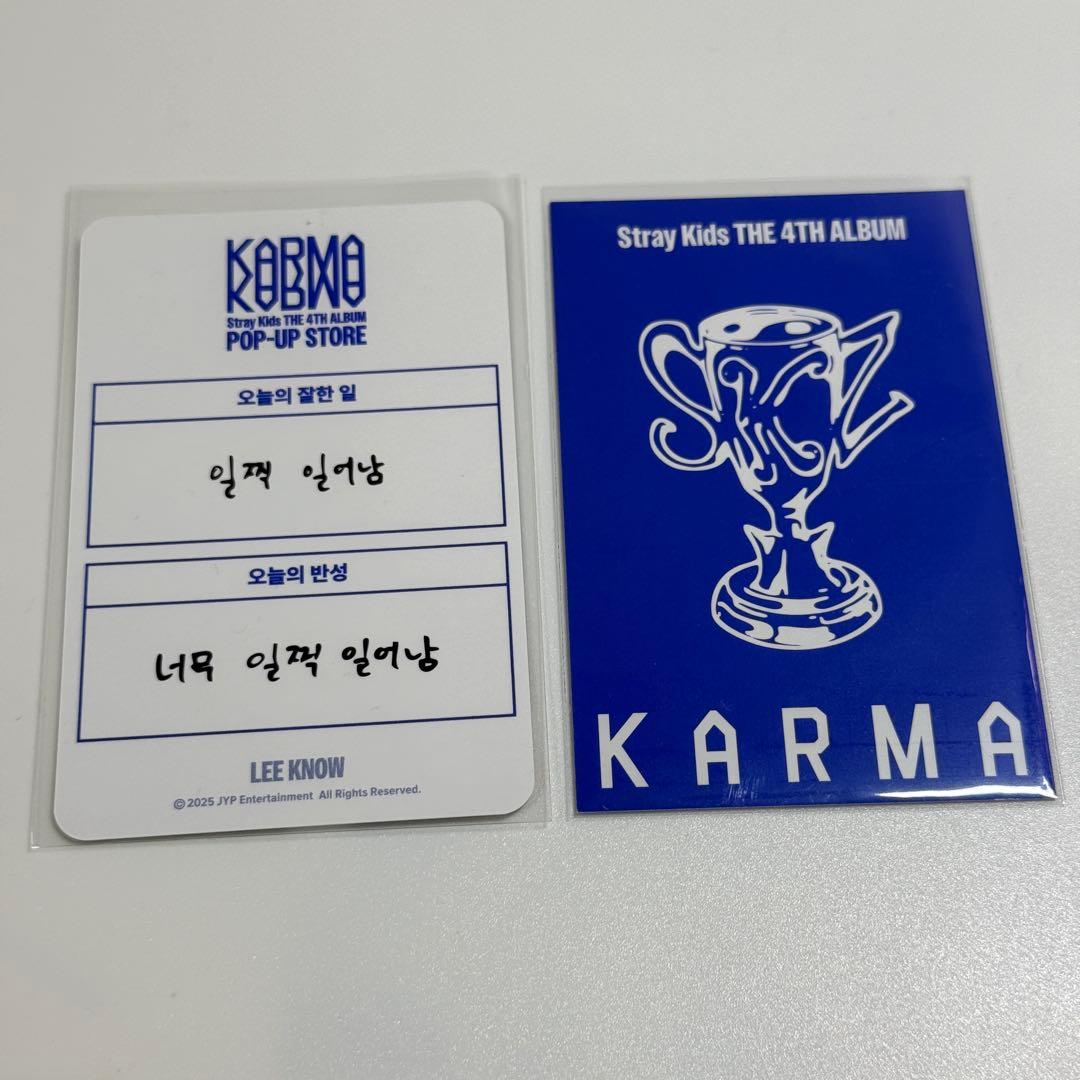 KARMA
Stray Kids THE 4TH ALBUM
POP-UP STORE
오늘의 잘한 일
일찍 일어남
오늘의 반성
너무 일찍 일어남
LEE KNOW
© 2025 JYP Entertainment All Rights Reserved.
Stray Kids THE 4TH ALBUM
SKZ
KARMA